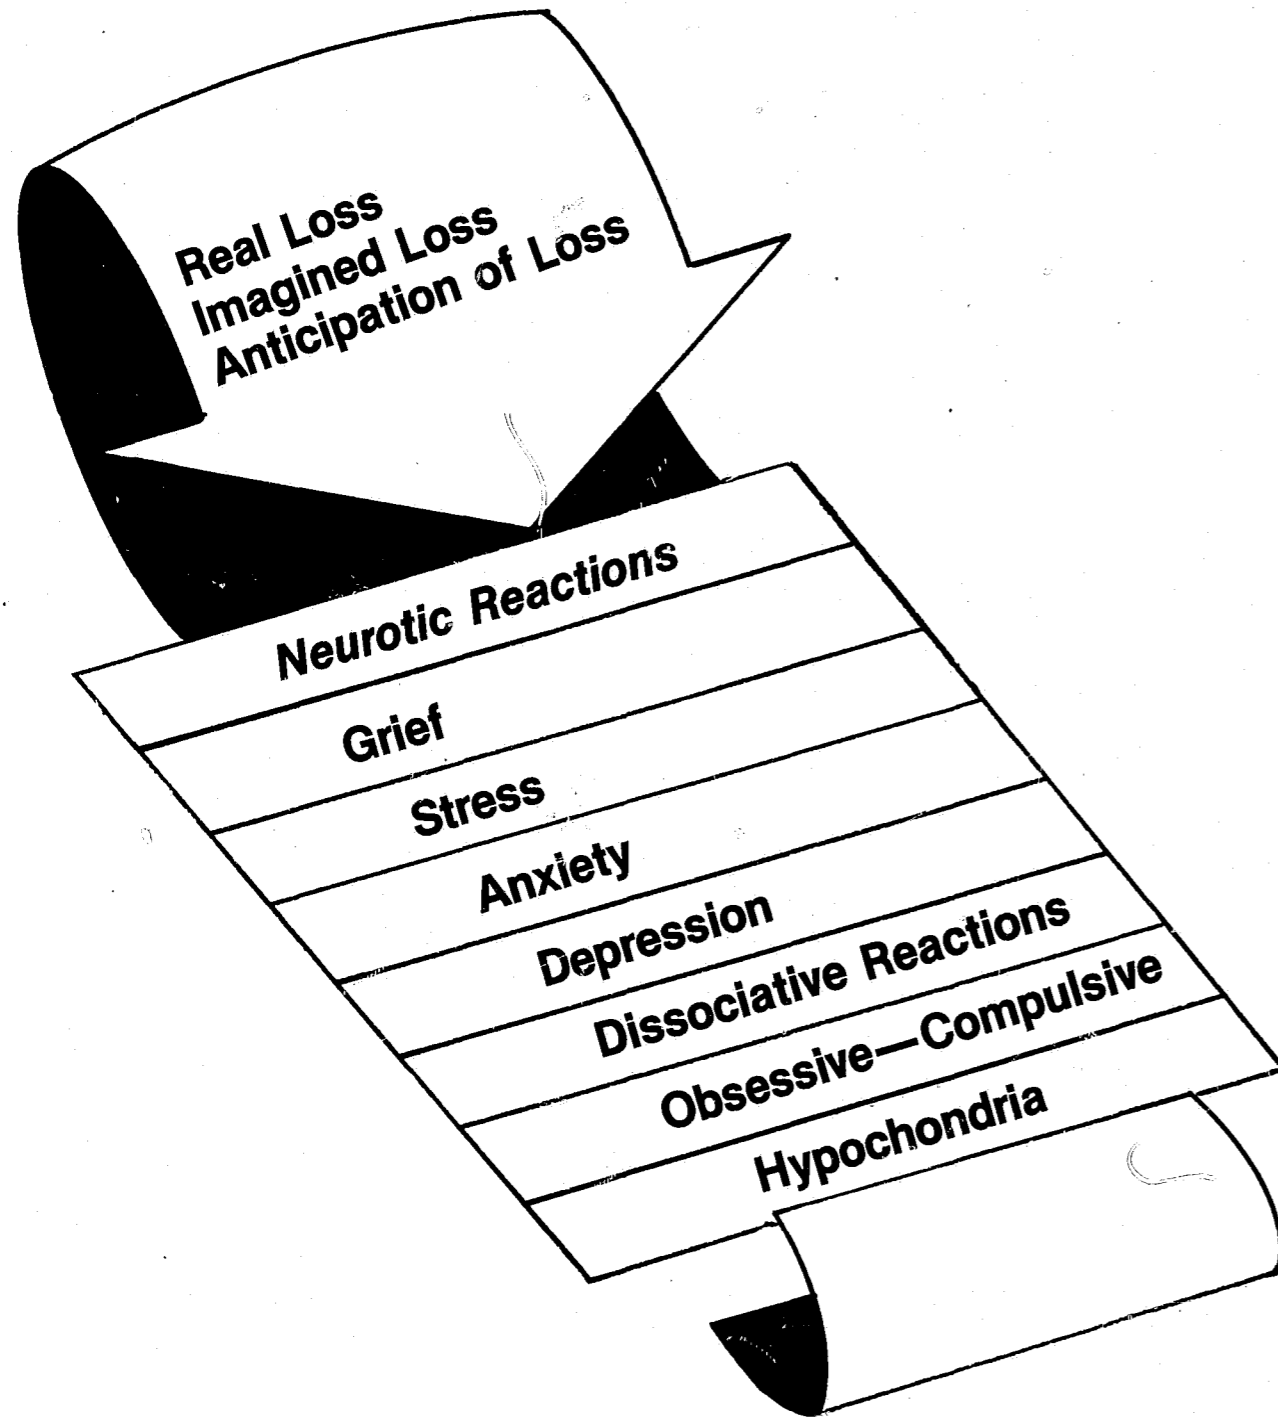 Real Loss
Imagined Loss
Anticipation of Loss
Neurotic Reactions
Grief
Stress
Anxiety
Depression
Dissociative Reactions
Obsessive—Compulsive
Hypochondria